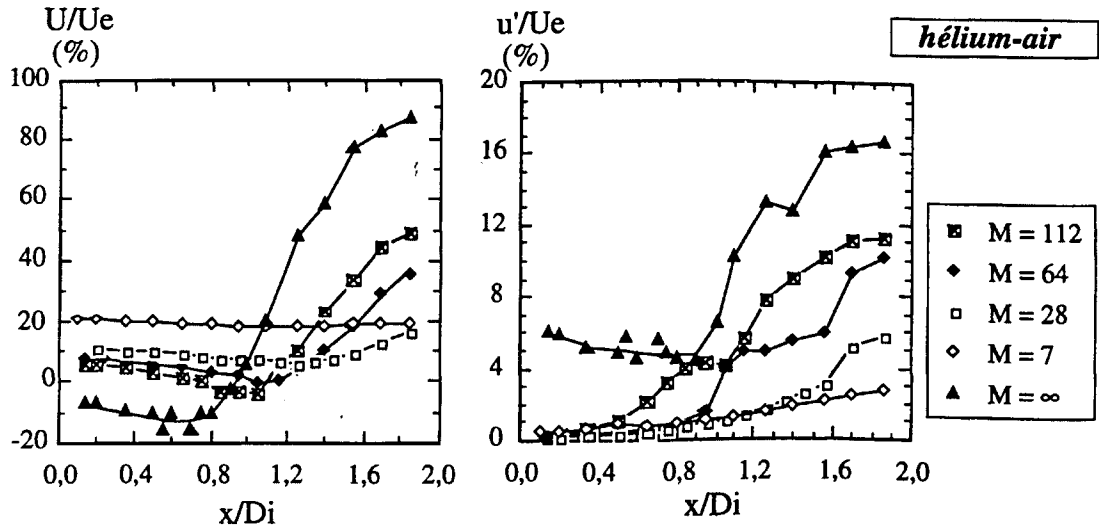 U/Ue
(%)
100
80
60
40
20
0
-20
0,0 0,4 0,8 1,2 1,6 2,0
x/Di
u'/Ue
(%)
20
16
12
8
4
0
0,0 0,4 0,8 1,2 1,6 2,0
x/Di
hélium-air
M = 112
M = 64
M = 28
M = 7
M = ∞